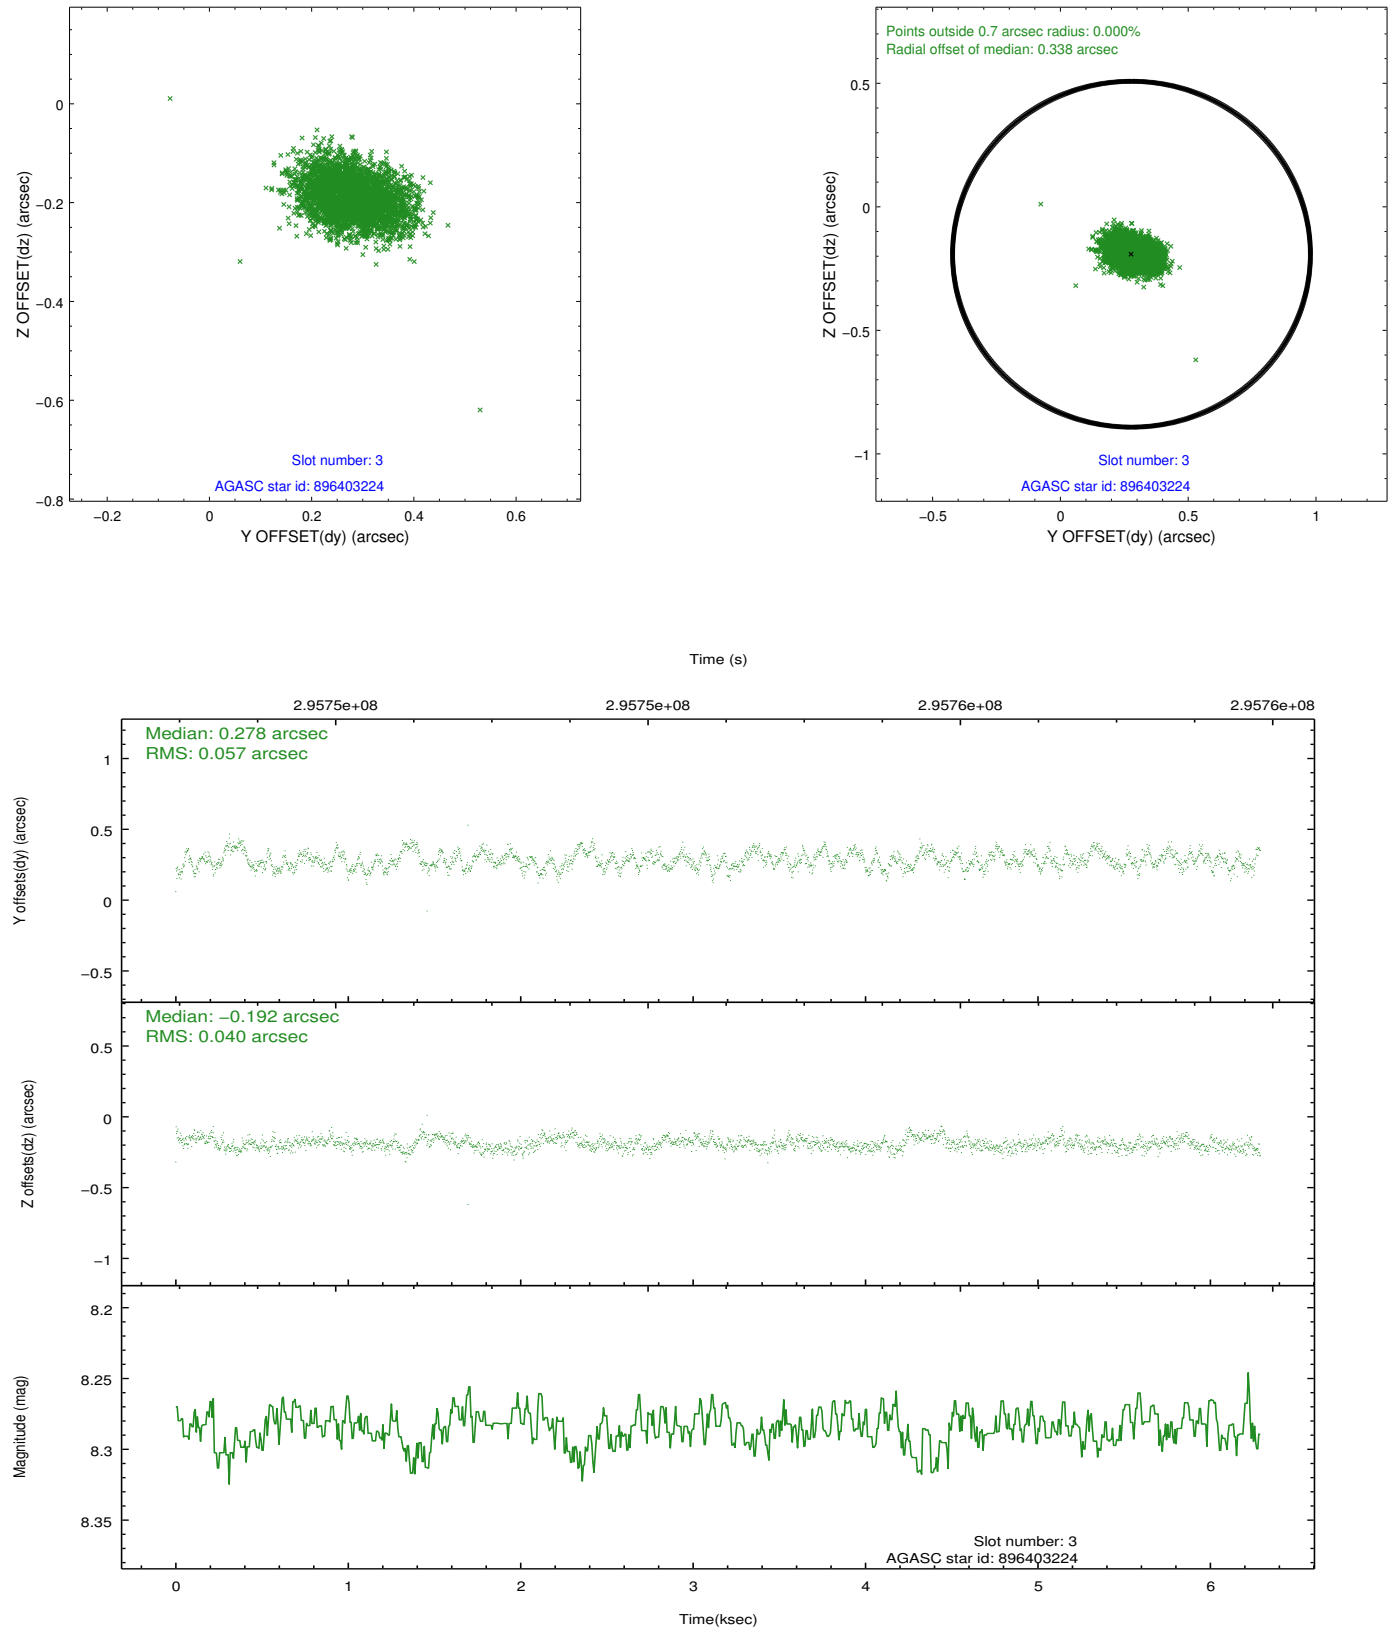 0
−0.2
−0.4
−0.6
−0.8
Z OFFSET(dz) (arcsec)
Slot number: 3
AGASC star id: 896403224
−0.2
0
0.2
0.4
0.6
Y OFFSET(dy) (arcsec)
Points outside 0.7 arcsec radius: 0.000%
Radial offset of median: 0.338 arcsec
0.5
0
−0.5
−1
Z OFFSET(dz) (arcsec)
Slot number: 3
AGASC star id: 896403224
−0.5
0
0.5
1
Y OFFSET(dy) (arcsec)
Time (s)
2.9575e+08
2.9575e+08
2.9576e+08
2.9576e+08
Median: 0.278 arcsec
RMS: 0.057 arcsec
1
0.5
0
−0.5
Y offsets(dy) (arcsec)
Median: −0.192 arcsec
RMS: 0.040 arcsec
0.5
0
−0.5
−1
Z offsets(dz) (arcsec)
8.2
8.25
8.3
8.35
Magnitude (mag)
Slot number: 3
AGASC star id: 896403224
0
1
2
3
4
5
6
Time(ksec)